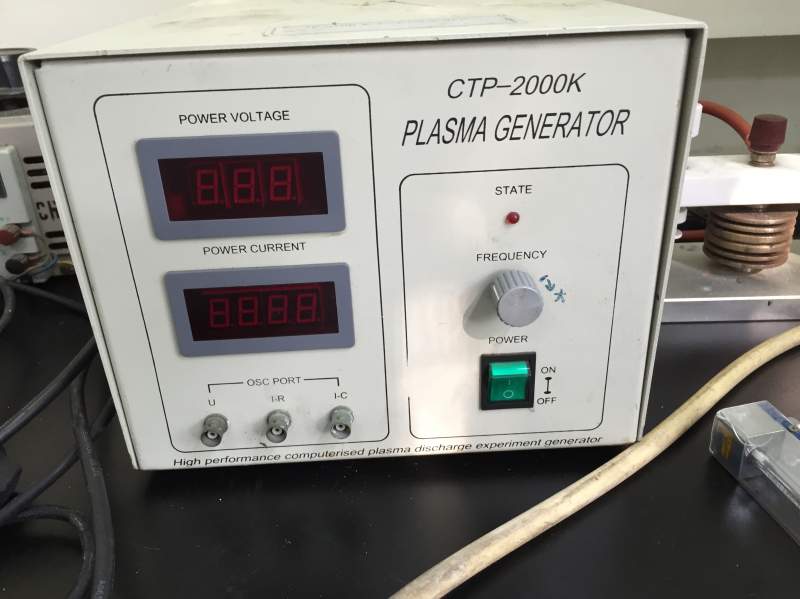 CTP-2000K
PLASMA GENERATOR
POWER VOLTAGE
POWER CURRENT
OSC PORT
U
I-R
I-C
STATE
FREQUENCY
POWER
ON
OFF
High performance computerised plasma discharge experiment generator
CH